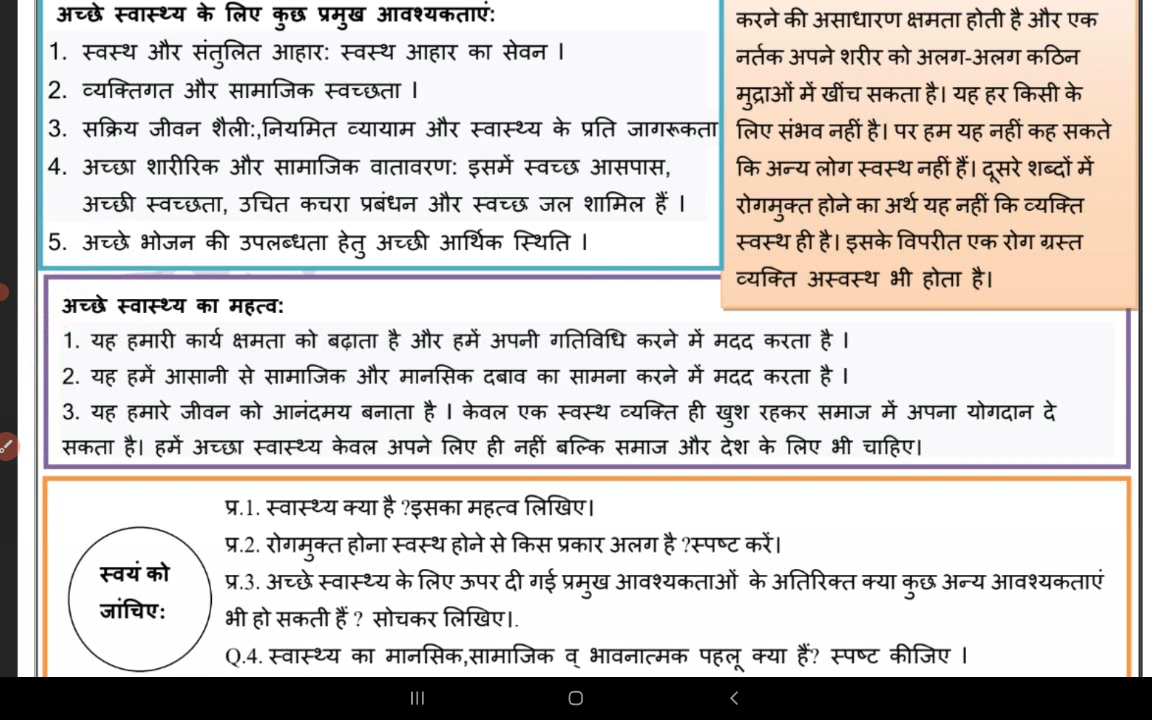 अच्छे स्वास्थ्य के लिए कुछ प्रमुख आवश्यकताएं:
1. स्वस्थ और संतुलित आहार: स्वस्थ आहार का सेवन ।
2. व्यक्तिगत और सामाजिक स्वच्छता ।
3. सक्रिय जीवन शैली:,नियमित व्यायाम और स्वास्थ्य के प्रति जागरूकता
4. अच्छा शारीरिक और सामाजिक वातावरण: इसमें स्वच्छ आसपास,
अच्छी स्वच्छता, उचित कचरा प्रबंधन और स्वच्छ जल शामिल हैं ।
5. अच्छे भोजन की उपलब्धता हेतु अच्छी आर्थिक स्थिति ।
करने की असाधारण क्षमता होती है और एक
नर्तक अपने शरीर को अलग-अलग कठिन
मुद्राओं में खींच सकता है। यह हर किसी के
लिए संभव नहीं है। पर हम यह नहीं कह सकते
कि अन्य लोग स्वस्थ नहीं हैं। दूसरे शब्दों में
रोगमुक्त होने का अर्थ यह नहीं कि व्यक्ति
स्वस्थ ही है। इसके विपरीत एक रोग ग्रस्त
व्यक्ति अस्वस्थ भी होता है।
अच्छे स्वास्थ्य का महत्व:
1. यह हमारी कार्य क्षमता को बढ़ाता है और हमें अपनी गतिविधि करने में मदद करता है ।
2. यह हमें आसानी से सामाजिक और मानसिक दबाव का सामना करने में मदद करता है ।
3. यह हमारे जीवन को आनंदमय बनाता है । केवल एक स्वस्थ व्यक्ति ही खुश रहकर समाज में अपना योगदान दे
सकता है। हमें अच्छा स्वास्थ्य केवल अपने लिए ही नहीं बल्कि समाज और देश के लिए भी चाहिए।
स्वयं को
जांचिए:
प्र.1. स्वास्थ्य क्या है ?इसका महत्व लिखिए।
प्र.2. रोगमुक्त होना स्वस्थ होने से किस प्रकार अलग है ?स्पष्ट करें।
प्र.3. अच्छे स्वास्थ्य के लिए ऊपर दी गई प्रमुख आवश्यकताओं के अतिरिक्त क्या कुछ अन्य आवश्यकताएं
भी हो सकती हैं ? सोचकर लिखिए।.
Q.4. स्वास्थ्य का मानसिक,सामाजिक व् भावनात्मक पहलू क्या हैं? स्पष्ट कीजिए ।